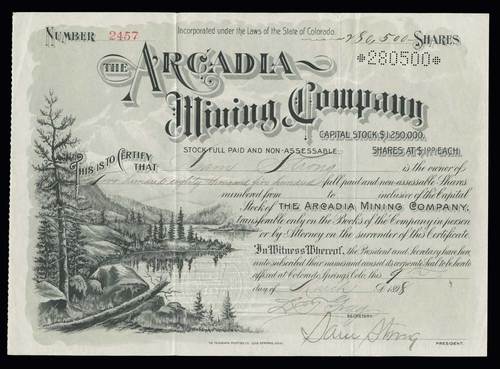 NUMBER 2457
Incorporated under the Laws of the State of Colorado.
280,500 SHARES
*280500*
THE ARCADIA
Mining Company
CAPITAL STOCK $1,250,000.
STOCK FULL PAID AND NON-ASSESSABLE.
SHARES AT $1.00 EACH.
THIS IS TO CERTIFY THAT Strong is the owner of
Two hundred eighty thousand five hundred full paid and non-assessable Shares
numbered from to inclusive of the Capital
Stock of THE ARCADIA MINING COMPANY,
transferable only on the Books of the Company in person
or by Attorney on the surrender of this Certificate.
In Witness Whereof, the President and Secretary have here
unto subscribed their names and caused its corporate Seal to be hereto
affixed at Colorado Springs, Colo. this 9
day of March 1898
SECRETARY.
Sam Strong
PRESIDENT.